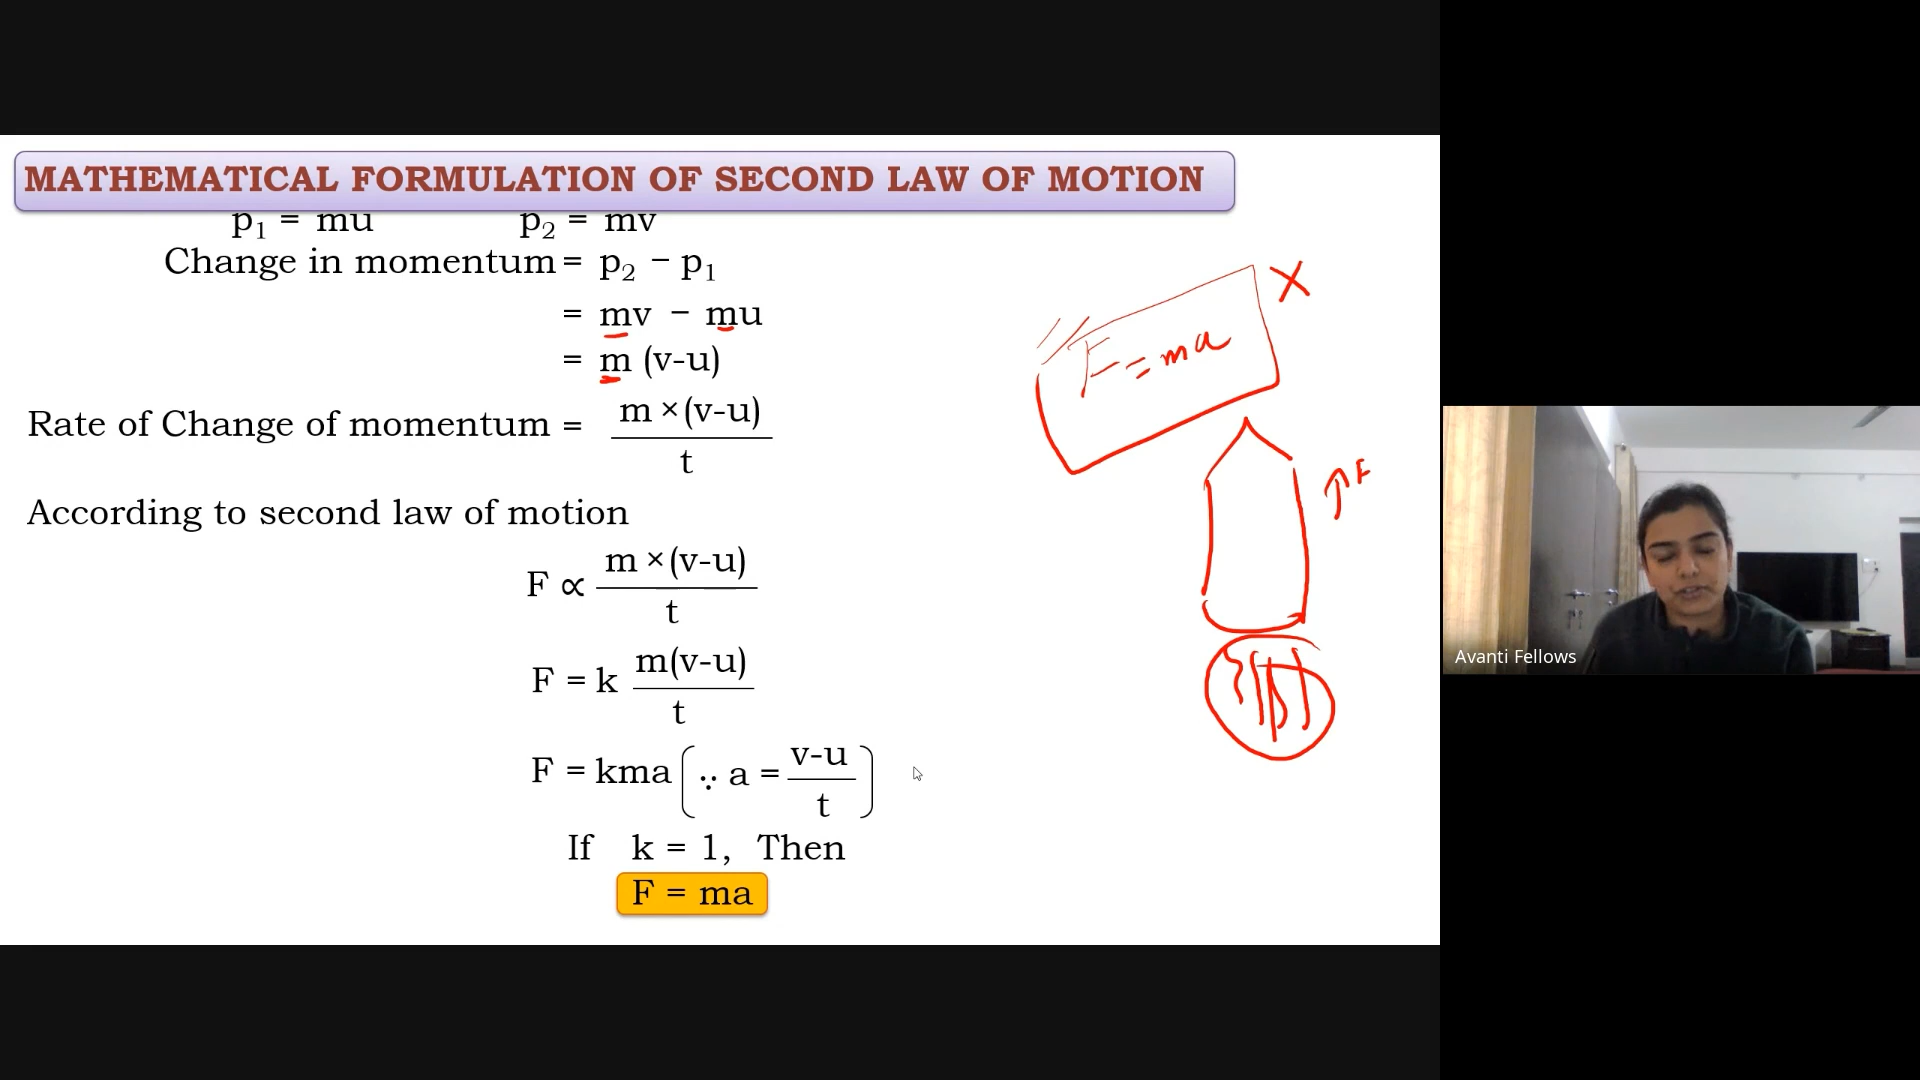 MATHEMATICAL FORMULATION OF SECOND LAW OF MOTION
p₁ = mu p₂ = mv
Change in momentum = p₂ − p₁
= mv − mu
= m (v-u)
Rate of Change of momentum = m × (v-u)
t
According to second law of motion
F ∝ m × (v-u)
t
F = k m(v-u)
t
F = kma ( ∵ a = v-u )
t
If k = 1, Then
F = ma
X
F = ma
↑F
Avanti Fellows